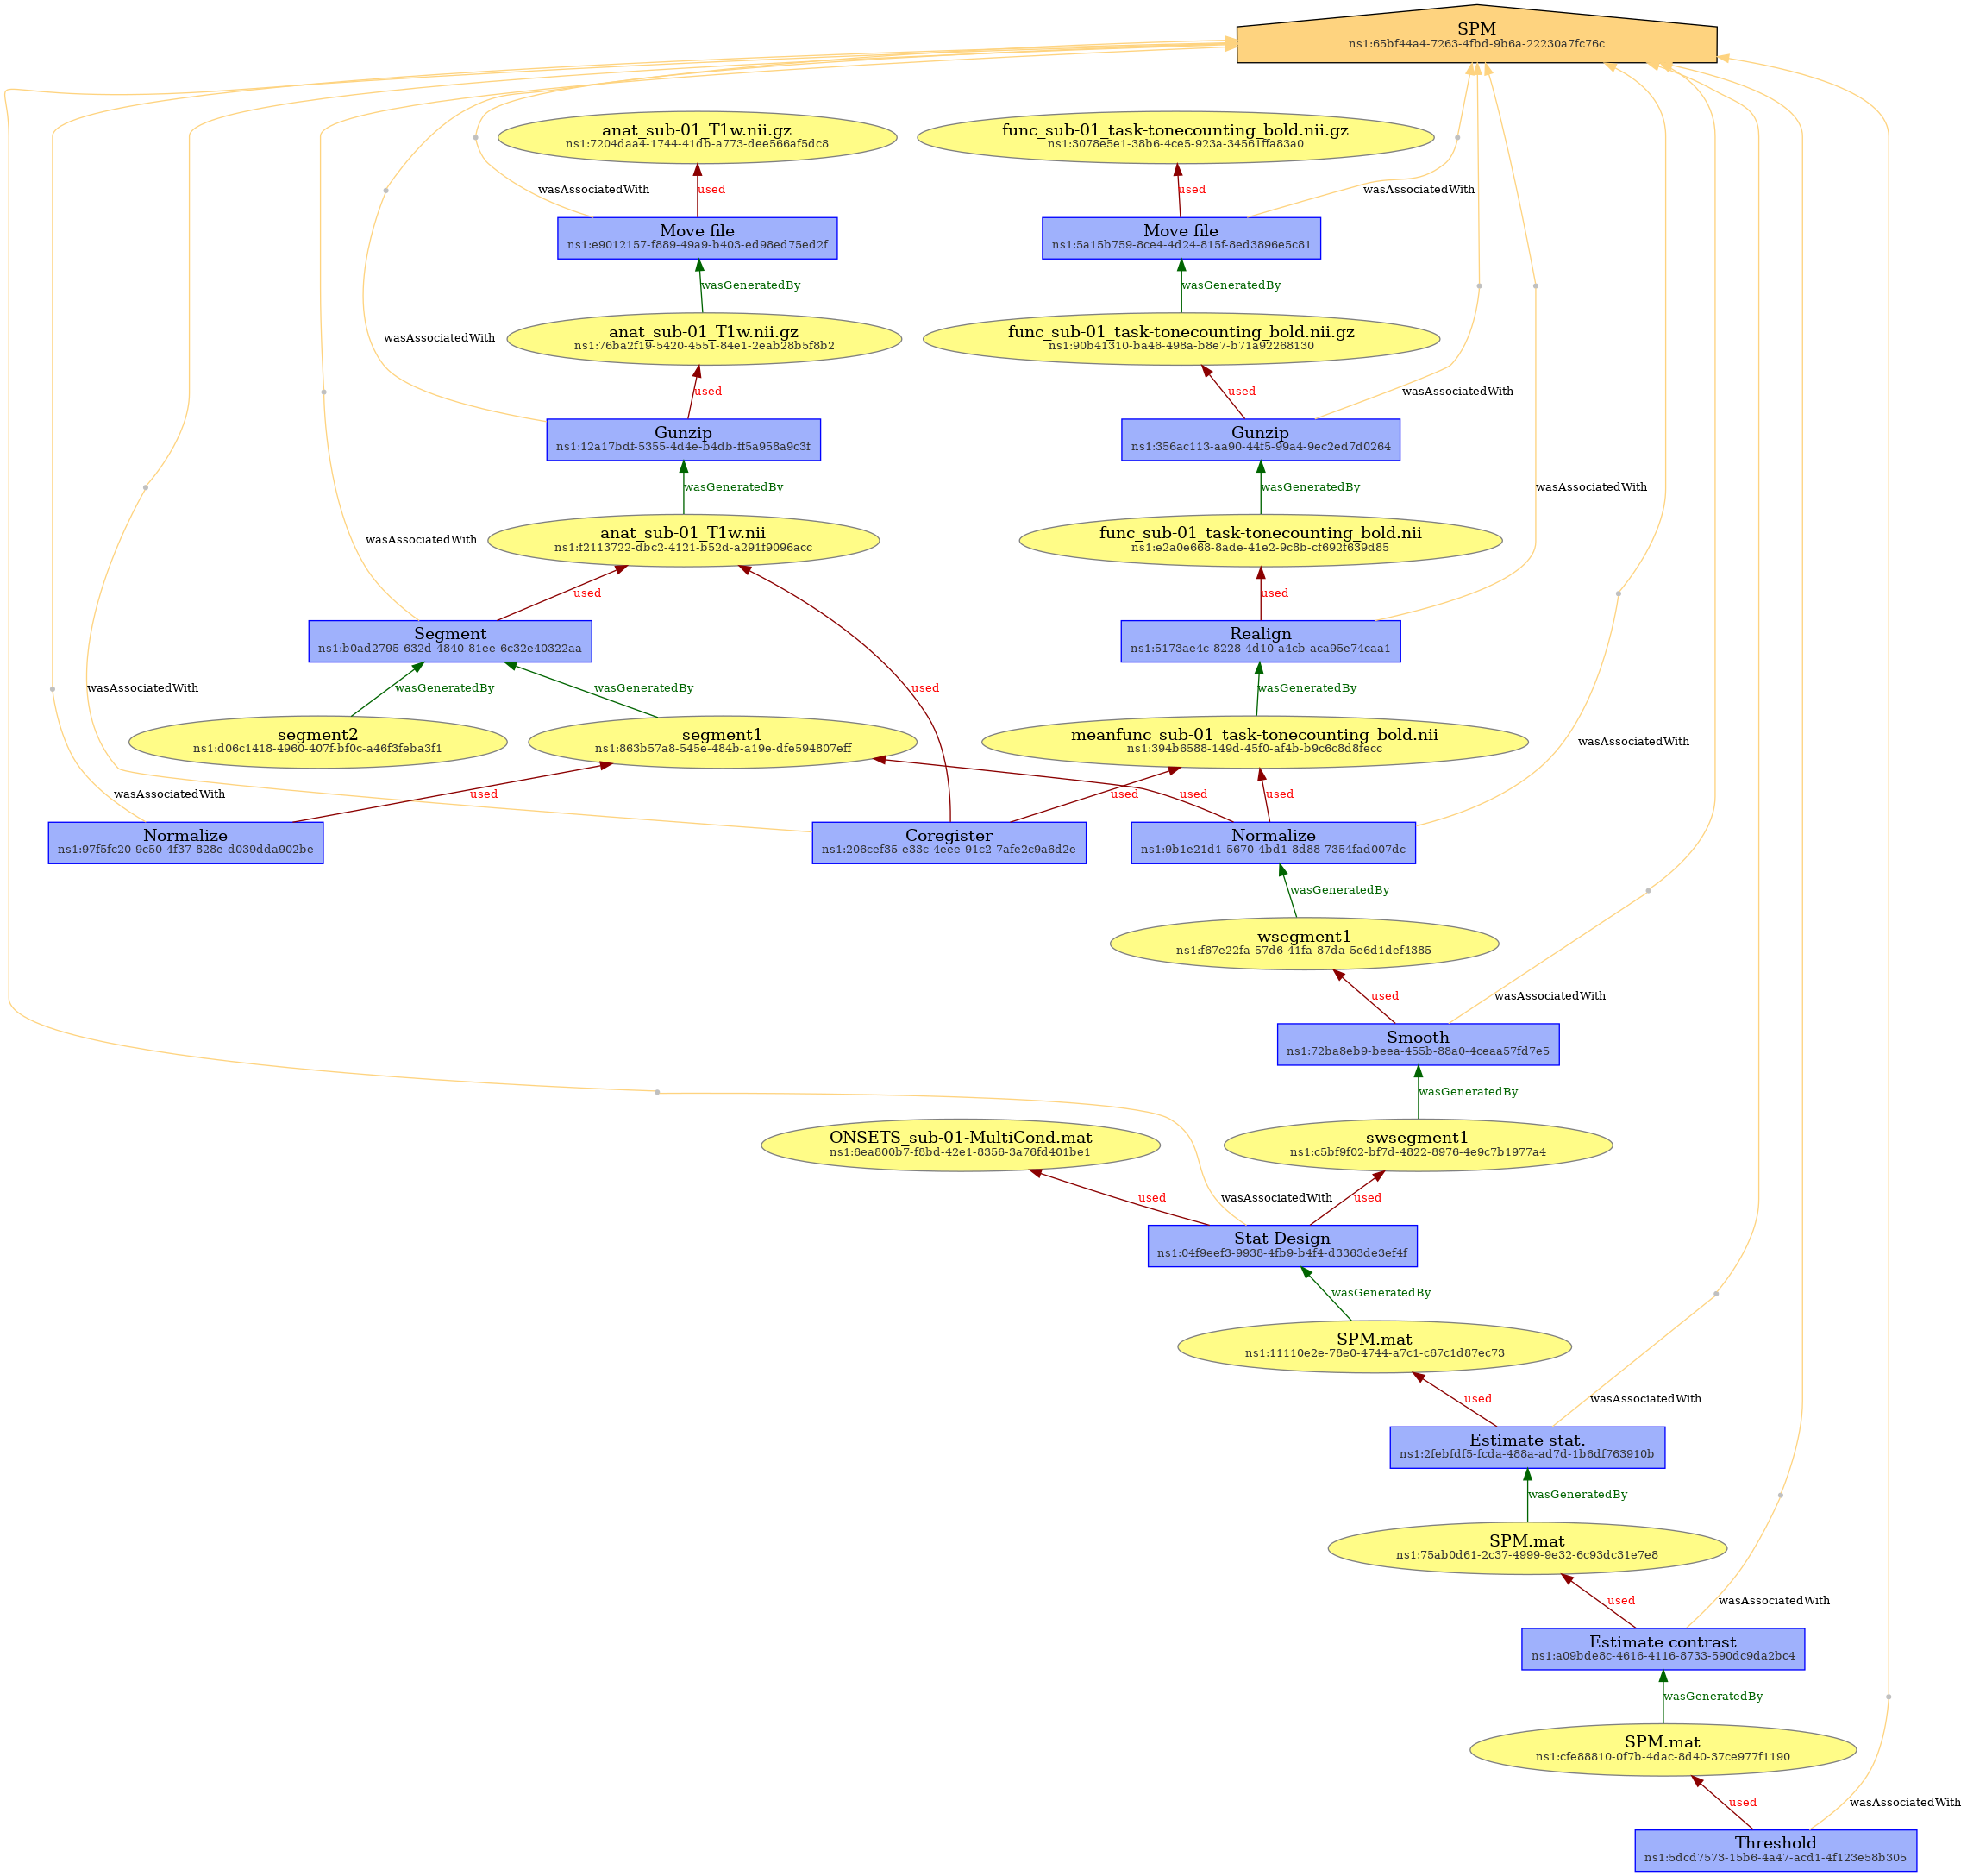 SPM
ns1:65bf44a4-7263-4fbd-9b6a-22230a7fc76c
anat_sub-01_T1w.nii.gz
ns1:7204daa4-1744-41db-a773-dee566af5dc8
func_sub-01_task-tonecounting_bold.nii.gz
ns1:3078e5e1-38b6-4ce5-923a-34561ffa83a0
wasAssociatedWith
used
used
wasAssociatedWith
Move file
ns1:e9012157-f889-49a9-b403-ed98ed75ed2f
Move file
ns1:5a15b759-8ce4-4d24-815f-8ed3896e5c81
wasGeneratedBy
wasGeneratedBy
wasAssociatedWith
anat_sub-01_T1w.nii.gz
ns1:76ba2f19-5420-4551-84e1-2eab28b5f8b2
func_sub-01_task-tonecounting_bold.nii.gz
ns1:90b41310-ba46-498a-b8e7-b71a92268130
used
used
wasAssociatedWith
Gunzip
ns1:12a17bdf-5355-4d4e-b4db-ff5a958a9c3f
Gunzip
ns1:356ac113-aa90-44f5-99a4-9ec2ed7d0264
wasGeneratedBy
wasGeneratedBy
wasAssociatedWith
wasAssociatedWith
anat_sub-01_T1w.nii
ns1:f2113722-dbc2-4121-b52d-a291f9096acc
func_sub-01_task-tonecounting_bold.nii
ns1:e2a0e668-8ade-41e2-9c8b-cf692f639d85
used
used
Segment
ns1:b0ad2795-632d-4840-81ee-6c32e40322aa
Realign
ns1:5173ae4c-8228-4d10-a4cb-aca95e74caa1
wasAssociatedWith
wasGeneratedBy
wasGeneratedBy
used
wasGeneratedBy
wasAssociatedWith
segment2
ns1:d06c1418-4960-407f-bf0c-a46f3feba3f1
segment1
ns1:863b57a8-545e-484b-a19e-dfe594807eff
meanfunc_sub-01_task-tonecounting_bold.nii
ns1:394b6588-149d-45f0-af4b-b9c6c8d8fecc
wasAssociatedWith
used
used
used
used
Normalize
ns1:97f5fc20-9c50-4f37-828e-d039dda902be
Coregister
ns1:206cef35-e33c-4eee-91c2-7afe2c9a6d2e
Normalize
ns1:9b1e21d1-5670-4bd1-8d88-7354fad007dc
wasGeneratedBy
wsegment1
ns1:f67e22fa-57d6-41fa-87da-5e6d1def4385
used
wasAssociatedWith
Smooth
ns1:72ba8eb9-beea-455b-88a0-4ceaa57fd7e5
wasGeneratedBy
ONSETS_sub-01-MultiCond.mat
ns1:6ea800b7-f8bd-42e1-8356-3a76fd401be1
swsegment1
ns1:c5bf9f02-bf7d-4822-8976-4e9c7b1977a4
used
wasAssociatedWith
used
Stat Design
ns1:04f9eef3-9938-4fb9-b4f4-d3363de3ef4f
wasGeneratedBy
SPM.mat
ns1:11110e2e-78e0-4744-a7c1-c67c1d87ec73
used
wasAssociatedWith
Estimate stat.
ns1:2febfdf5-fcda-488a-ad7d-1b6df763910b
wasGeneratedBy
SPM.mat
ns1:75ab0d61-2c37-4999-9e32-6c93dc31e7e8
used
wasAssociatedWith
Estimate contrast
ns1:a09bde8c-4616-4116-8733-590dc9da2bc4
wasGeneratedBy
SPM.mat
ns1:cfe88810-0f7b-4dac-8d40-37ce977f1190
used
wasAssociatedWith
Threshold
ns1:5dcd7573-15b6-4a47-acd1-4f123e58b305